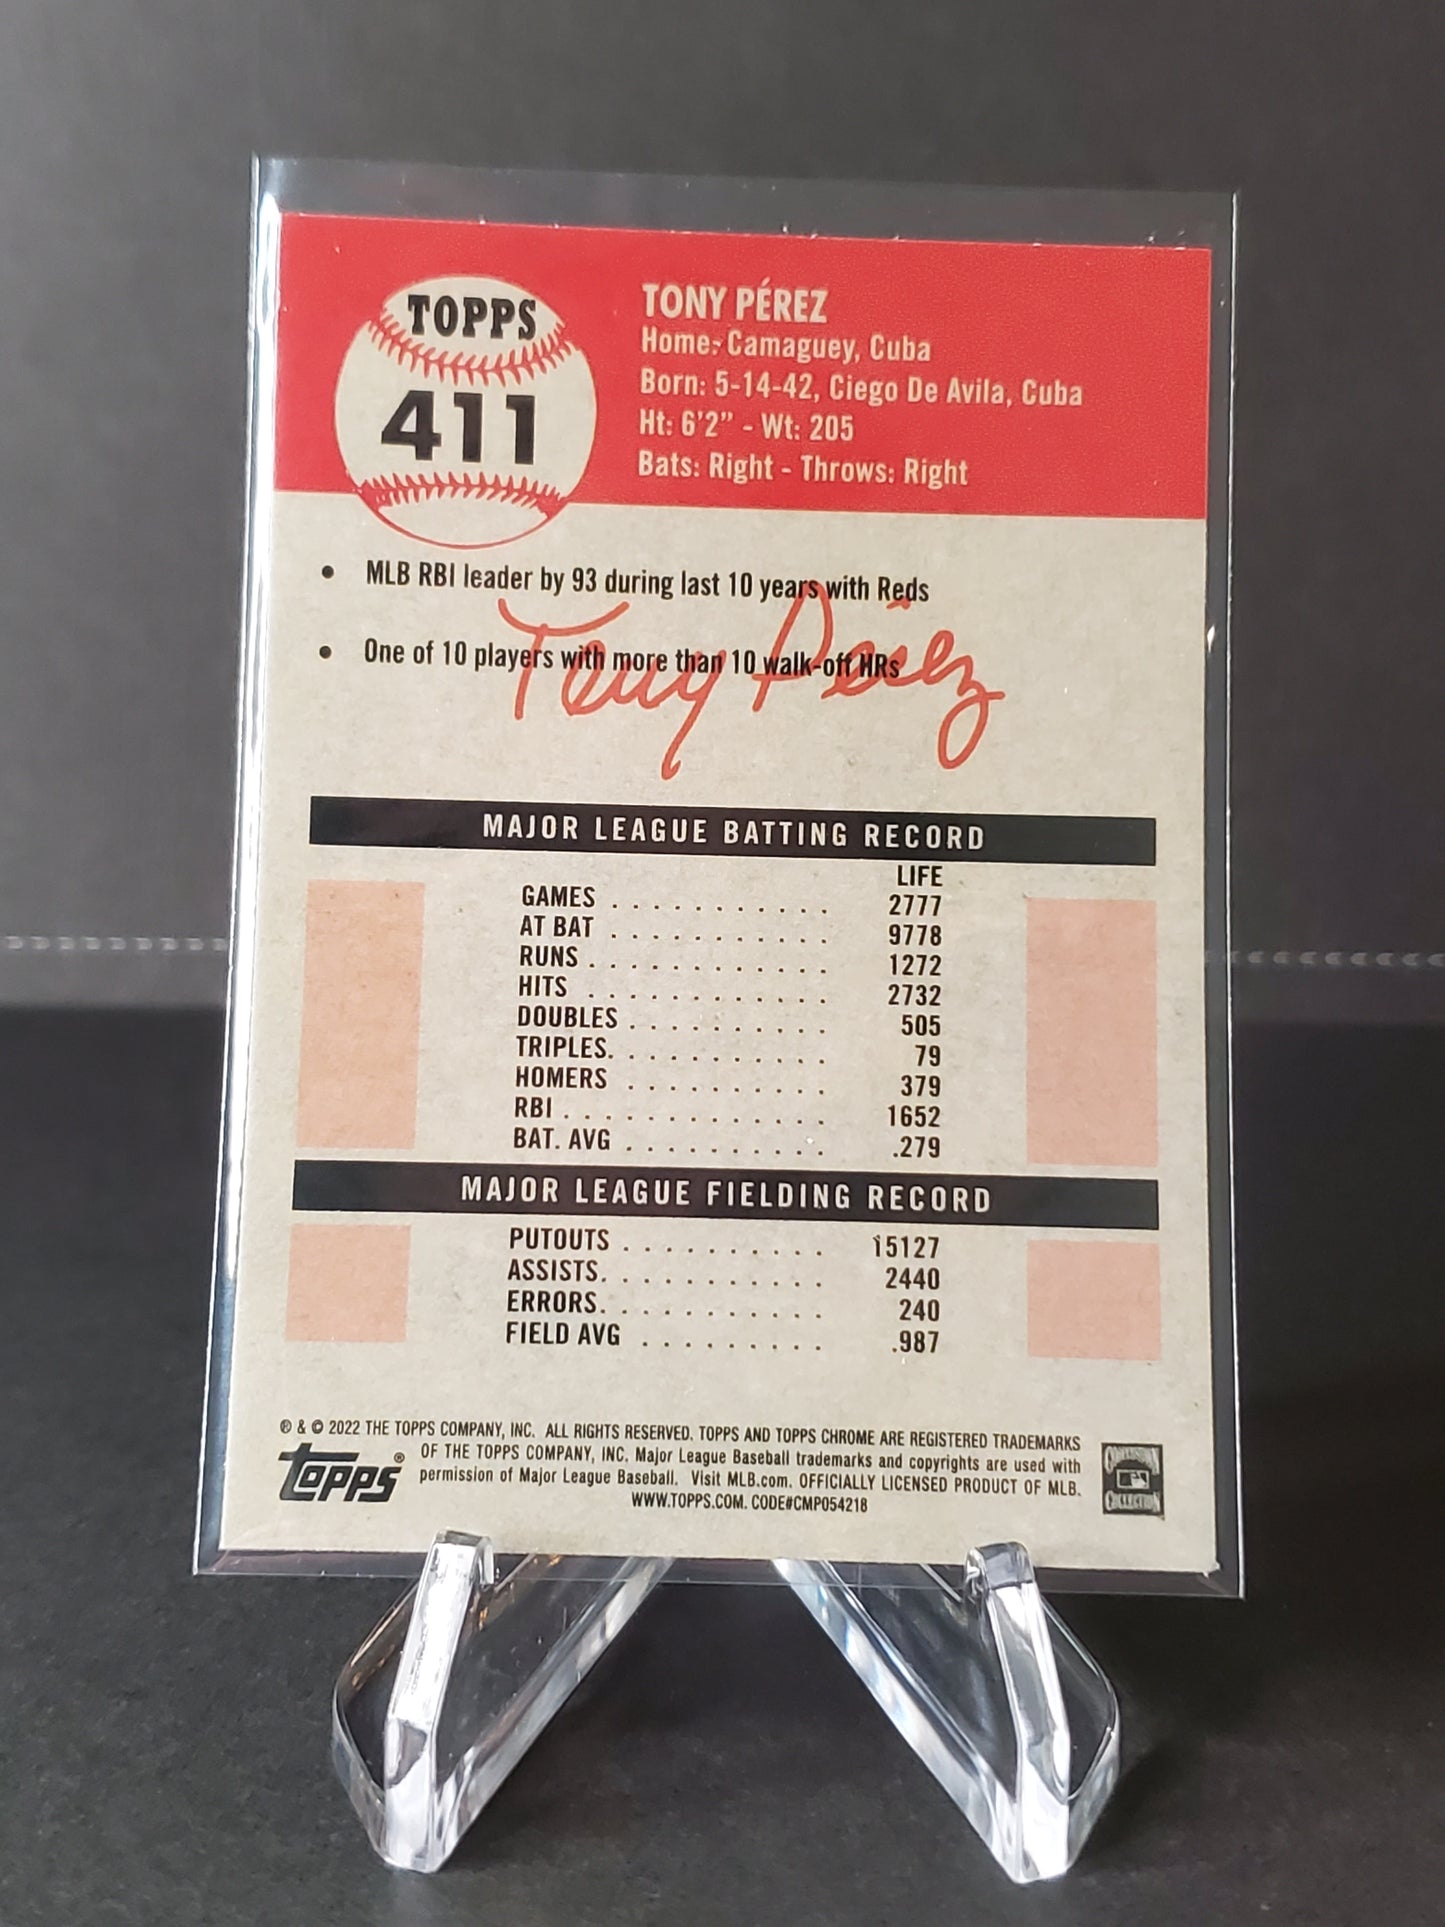 TOPPS
411
TONY PÉREZ
Home: Camaguey, Cuba
Born: 5-14-42, Ciego De Avila, Cuba
Ht: 6'2" - Wt: 205
Bats: Right - Throws: Right
• MLB RBI leader by 93 during last 10 years with Reds
• One of 10 players with more than 10 walk-off HRs
Tony Pérez
MAJOR LEAGUE BATTING RECORD
LIFE
GAMES . . . . . . . . . . . 2777
AT BAT . . . . . . . . . . . 9778
RUNS . . . . . . . . . . . . 1272
HITS . . . . . . . . . . . . 2732
DOUBLES . . . . . . . . . . 505
TRIPLES. . . . . . . . . . . 79
HOMERS . . . . . . . . . . 379
RBI . . . . . . . . . . . . . 1652
BAT. AVG . . . . . . . . . . .279
MAJOR LEAGUE FIELDING RECORD
PUTOUTS . . . . . . . . . . 15127
ASSISTS. . . . . . . . . . . 2440
ERRORS. . . . . . . . . . . 240
FIELD AVG . . . . . . . . . .987
® & © 2022 THE TOPPS COMPANY, INC. ALL RIGHTS RESERVED. TOPPS AND TOPPS CHROME ARE REGISTERED TRADEMARKS
OF THE TOPPS COMPANY, INC. Major League Baseball trademarks and copyrights are used with
permission of Major League Baseball. Visit MLB.com. OFFICIALLY LICENSED PRODUCT OF MLB.
WWW.TOPPS.COM. CODE#CMP054218
topps®
COOPERSTOWN
COLLECTION